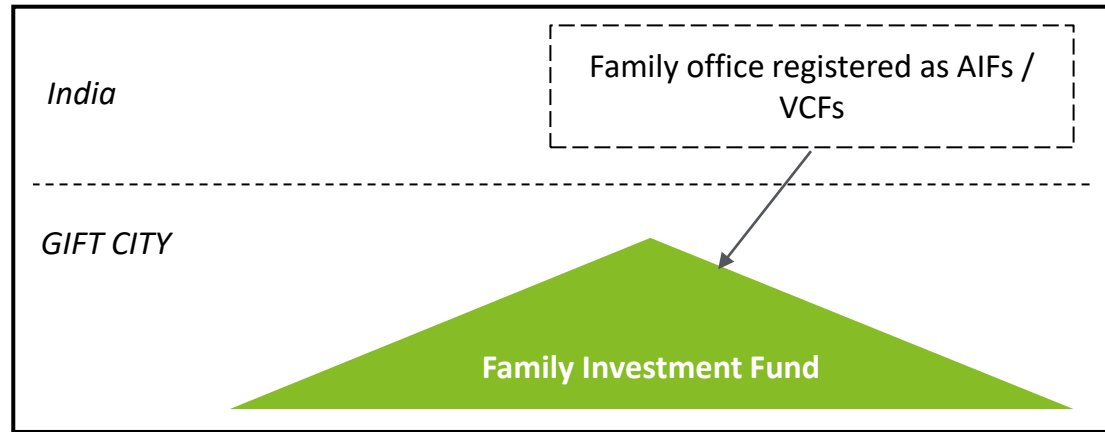 Family office registered as AIFs /
VCFs
India
GIFT CITY
Family Investment Fund